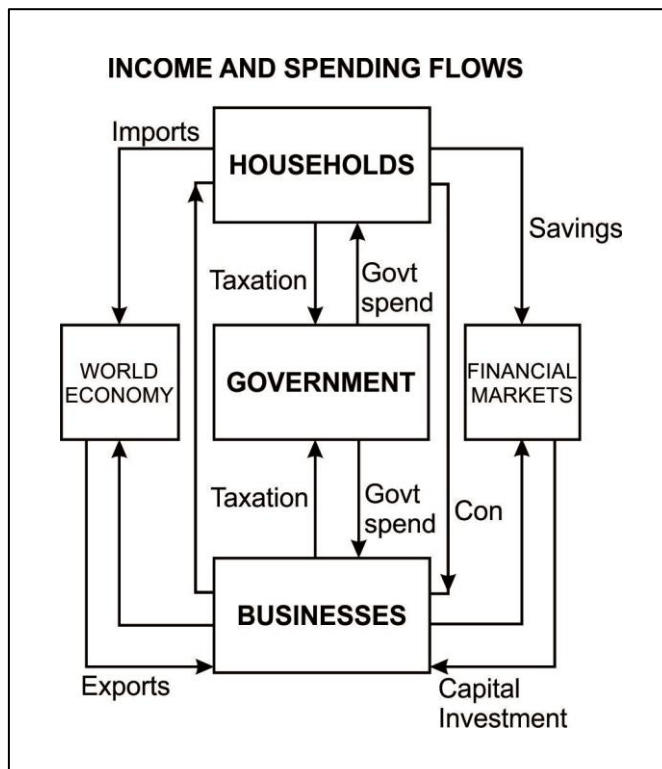 INCOME AND SPENDING FLOWS
Imports
HOUSEHOLDS
Savings
Taxation
Govt
spend
WORLD
ECONOMY
GOVERNMENT
FINANCIAL
MARKETS
Taxation
Govt
spend
Con
BUSINESSES
Exports
Capital
Investment